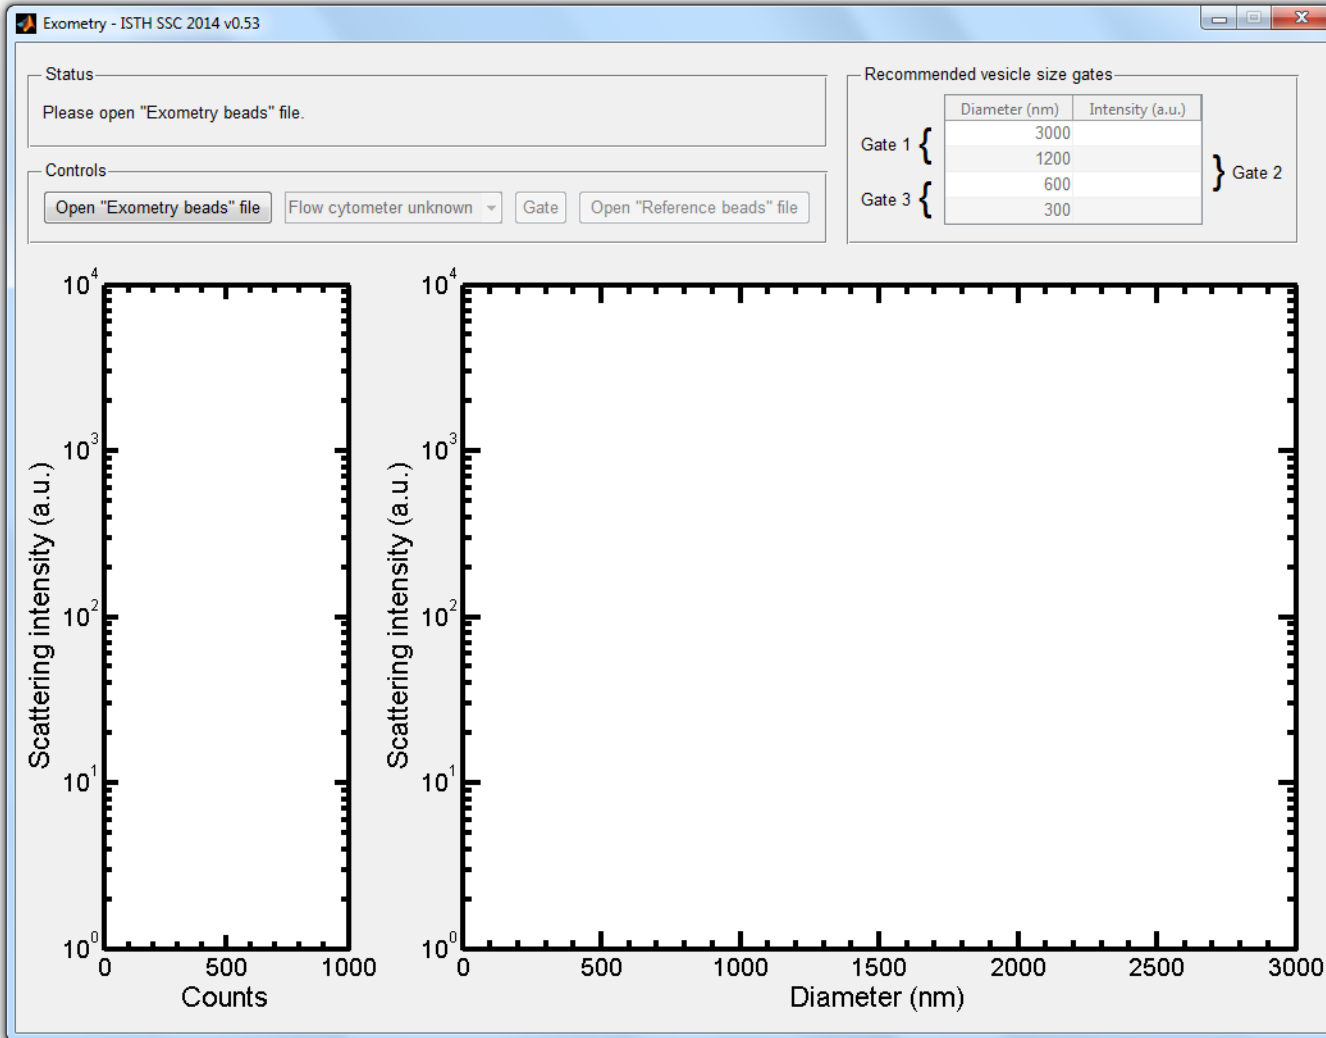 Exometry - ISTH SSC 2014 v0.53
Status
Please open "Exometry beads" file.
Controls
Open "Exometry beads" file
Flow cytometer unknown
Gate
Open "Reference beads" file
Recommended vesicle size gates
Diameter (nm) Intensity (a.u.)
3000
Gate 1 {
1200
} Gate 2
600
Gate 3 {
300
10^4
10^3
10^2
10^1
10^0
Scattering intensity (a.u.)
0 500 1000
Counts
10^4
10^3
10^2
10^1
10^0
Scattering intensity (a.u.)
0 500 1000 1500 2000 2500 3000
Diameter (nm)